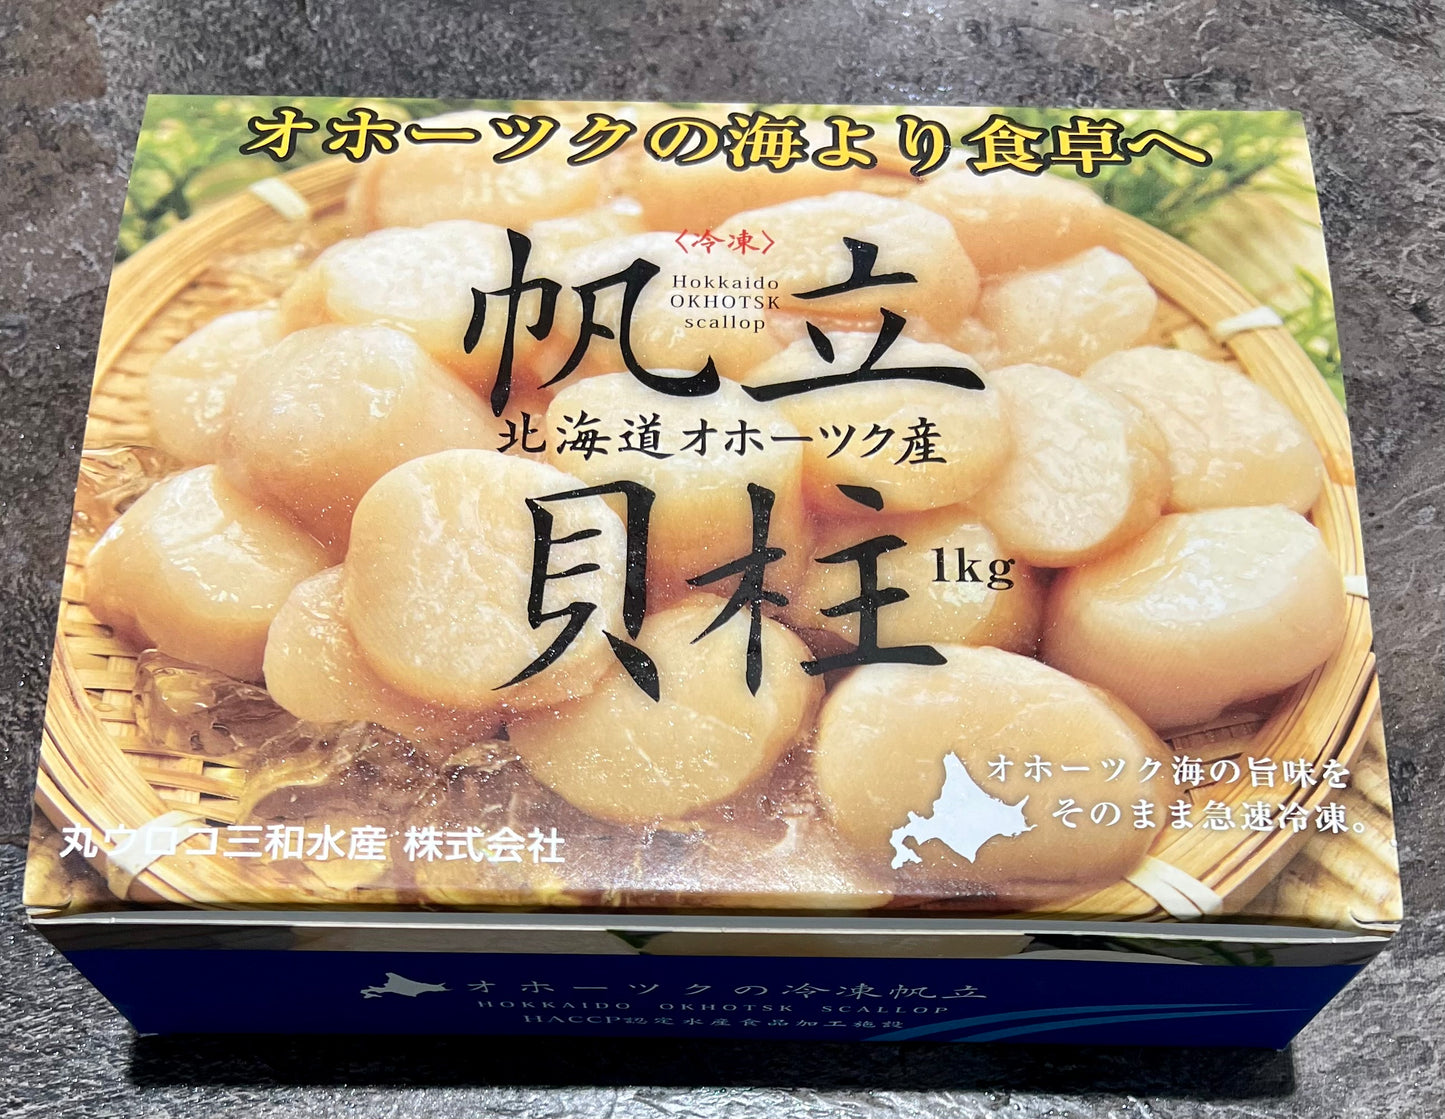 オホーツクの海より食卓へ
〈冷凍〉
Hokkaido
OKHOTSK
scallop
帆立
北海道オホーツク産
貝柱 1kg
オホーツク海の旨味を
そのまま急速冷凍。
丸ウロコ三和水産 株式会社
オホーツクの冷凍帆立
HOKKAIDO OKHOTSK SCALLOP
HACCP認定水産食品加工施設